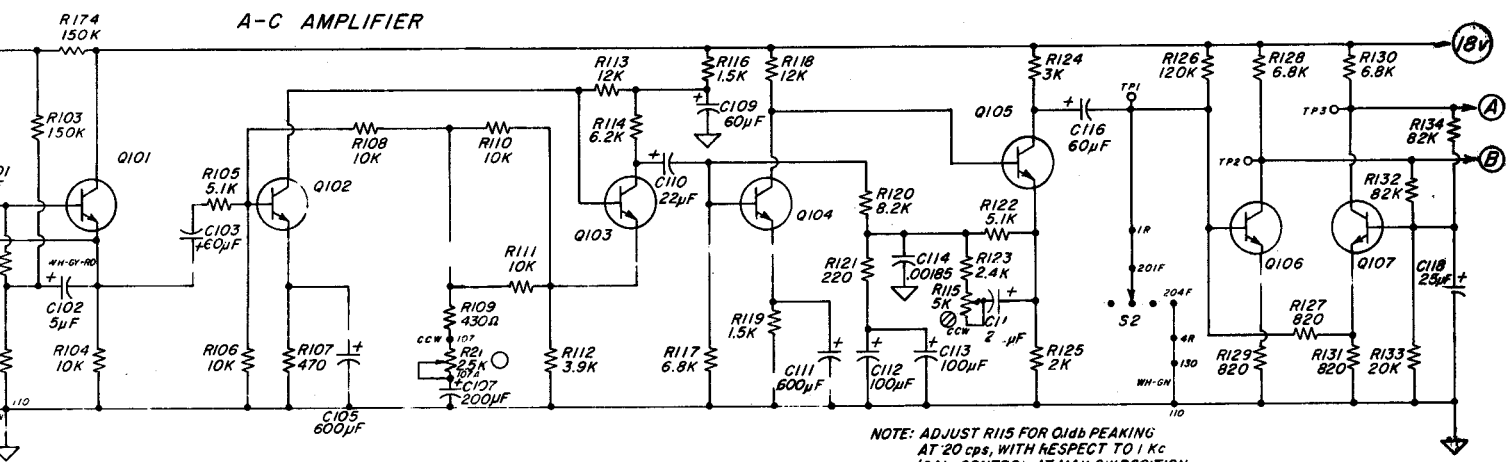 A-C AMPLIFIER
R174
150K
18V
R103
150K
R113
12K
R116
1.5K
R118
12K
R124
3K
R126
120K
R128
6.8K
R130
6.8K
C109
60µF
R114
6.2K
TP1
TP3
A
Q105
C116
60µF
R134
82K
R108
10K
R110
10K
Q101
TP2
B
R105
5.1K
Q102
C110
22µF
R132
82K
R120
8.2K
Q104
R122
5.1K
C103
60µF
Q103
1R
WH-GY-RD
R111
10K
R121
220
C114
.00185
R123
2.4K
Q106
Q107
C118
25µF
201F
C102
5µF
R115
5K
204F
R109
430Ω
R119
1.5K
CCW
S2
R127
820
CCW
107
4R
R104
10K
R106
10K
R107
470
R21
25K
107A
R112
3.9K
R117
6.8K
C111
600µF
C112
100µF
C113
100µF
R125
2K
130
R129
820
R131
820
R133
20K
C107
200µF
WH-GN
110
C105
600µF
110
NOTE: ADJUST R115 FOR 0.1db PEAKING
AT 20 cps, WITH RESPECT TO 1 Kc